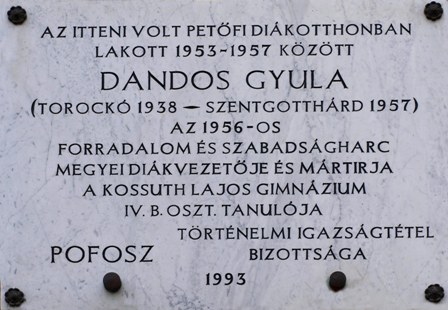 AZ ITTENI VOLT PETŐFI DIÁKOTTHONBAN
LAKOTT 1953-1957 KÖZÖTT
DANDOS GYULA
(TOROCKÓ 1938 — SZENTGOTTHÁRD 1957)
AZ 1956-OS
FORRADALOM ÉS SZABADSÁGHARC
MEGYEI DIÁKVEZETŐJE ÉS MÁRTIRJA
A KOSSUTH LAJOS GIMNÁZIUM
IV. B. OSZT. TANULÓJA
TÖRTÉNELMI IGAZSÁGTÉTEL
POFOSZ BIZOTTSÁGA
1993